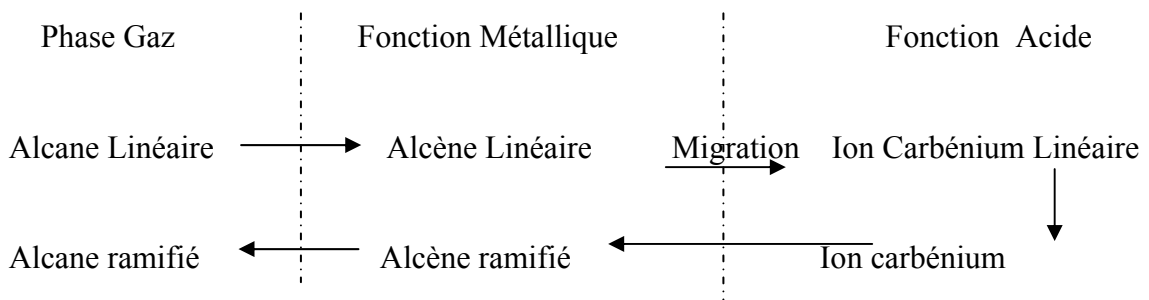 Phase Gaz Fonction Métallique Fonction Acide
Alcane Linéaire Alcène Linéaire Migration Ion Carbénium Linéaire
Alcane ramifié Alcène ramifié Ion carbénium